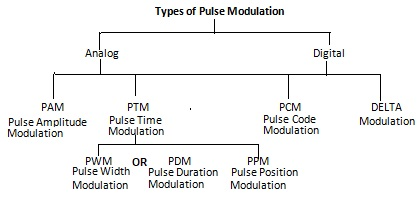 Types of Pulse Modulation
Analog
Digital
PAM
Pulse Amplitude
Modulation
PTM
Pulse Time
Modulation
PCM
Pulse Code
Modulation
DELTA
Modulation
PWM
Pulse Width
Modulation
OR
PDM
Pulse Duration
Modulation
PPM
Pulse Position
Modulation